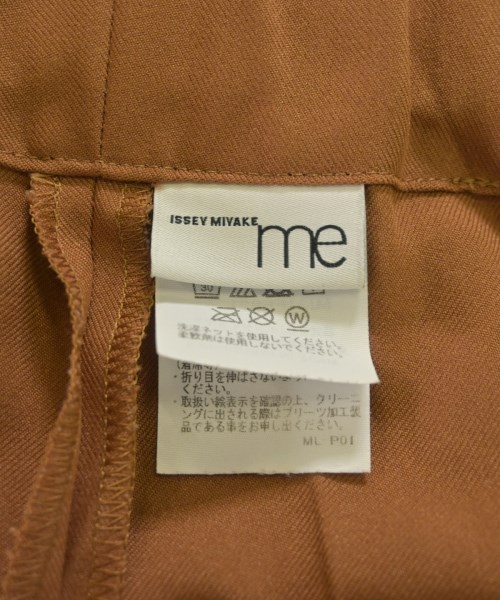 ISSEY MIYAKE
me
30
W
洗濯ネットを使用してください。
柔軟剤は使用しないでください。
・折り目を伸ばさないよう
ください。
・取扱い絵表示を確認の上、クリーニ
ングに出される際はプリーツ加工製
品である事をお申し出ください。
ML P01